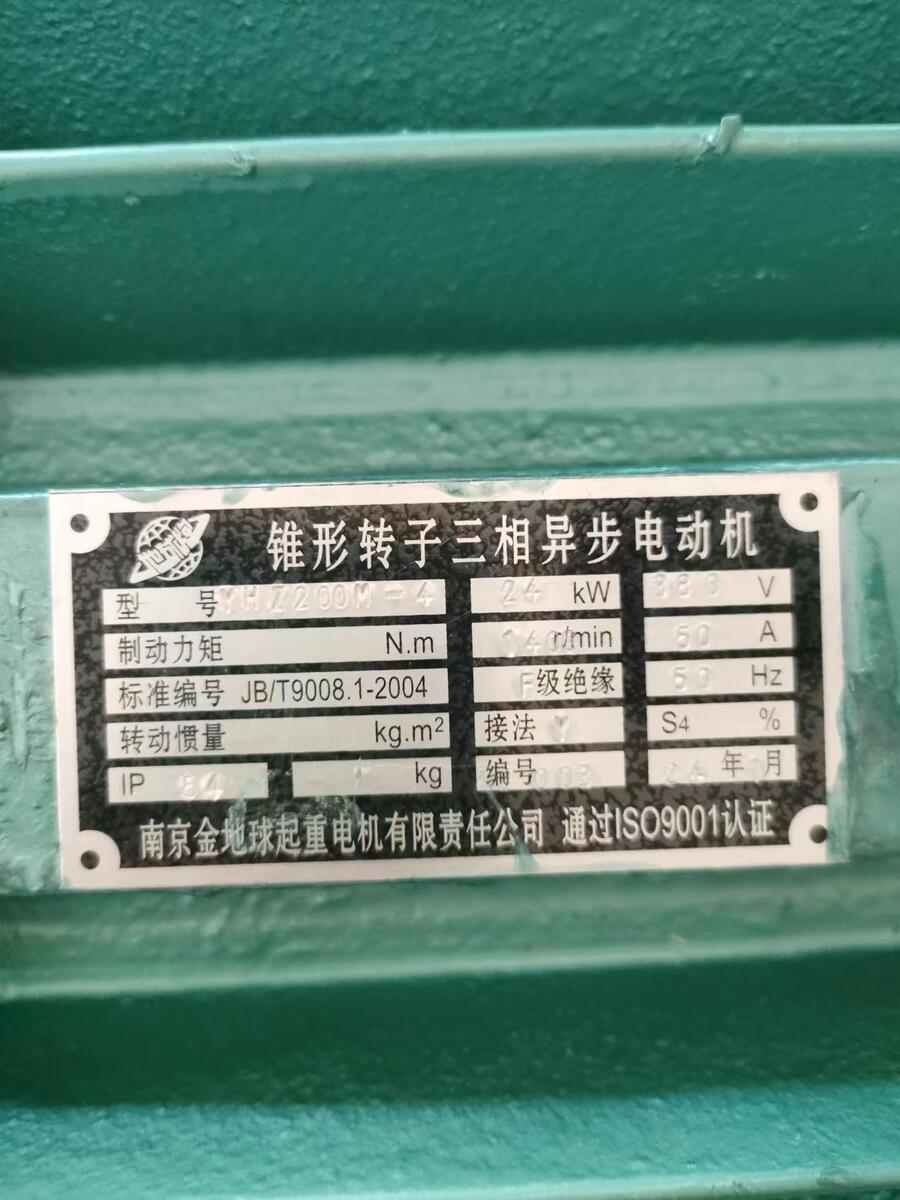 锥形转子三相异步电动机
型 号 YHZ200M-4 24 kW 380 V
制动力矩 N.m 1400 r/min 50 A
标准编号 JB/T9008.1-2004 F级绝缘 50 Hz
转动惯量 kg.m² 接法 Y S4 %
IP 54 kg 编号 24 年 月
南京金地球起重电机有限责任公司 通过ISO9001认证